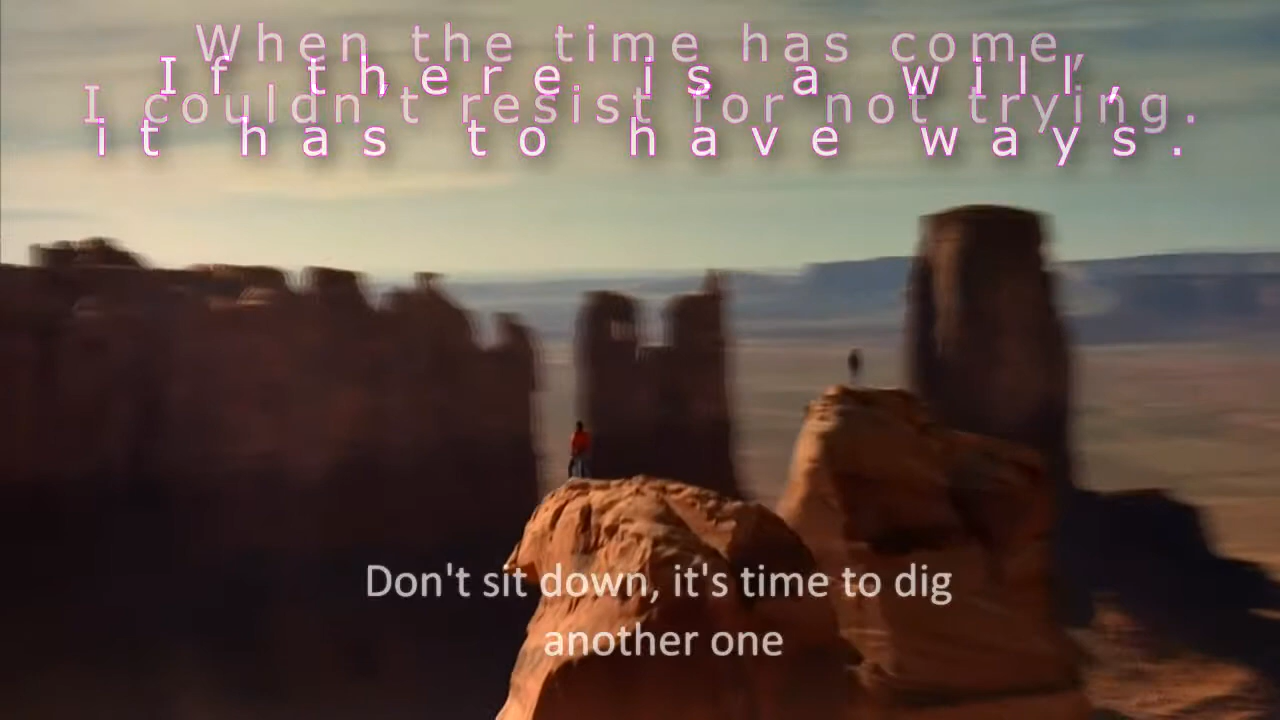 When the time has come,
If there is a will,
I couldn't resist for not trying.
it has to have ways.
Don't sit down, it's time to dig
another one